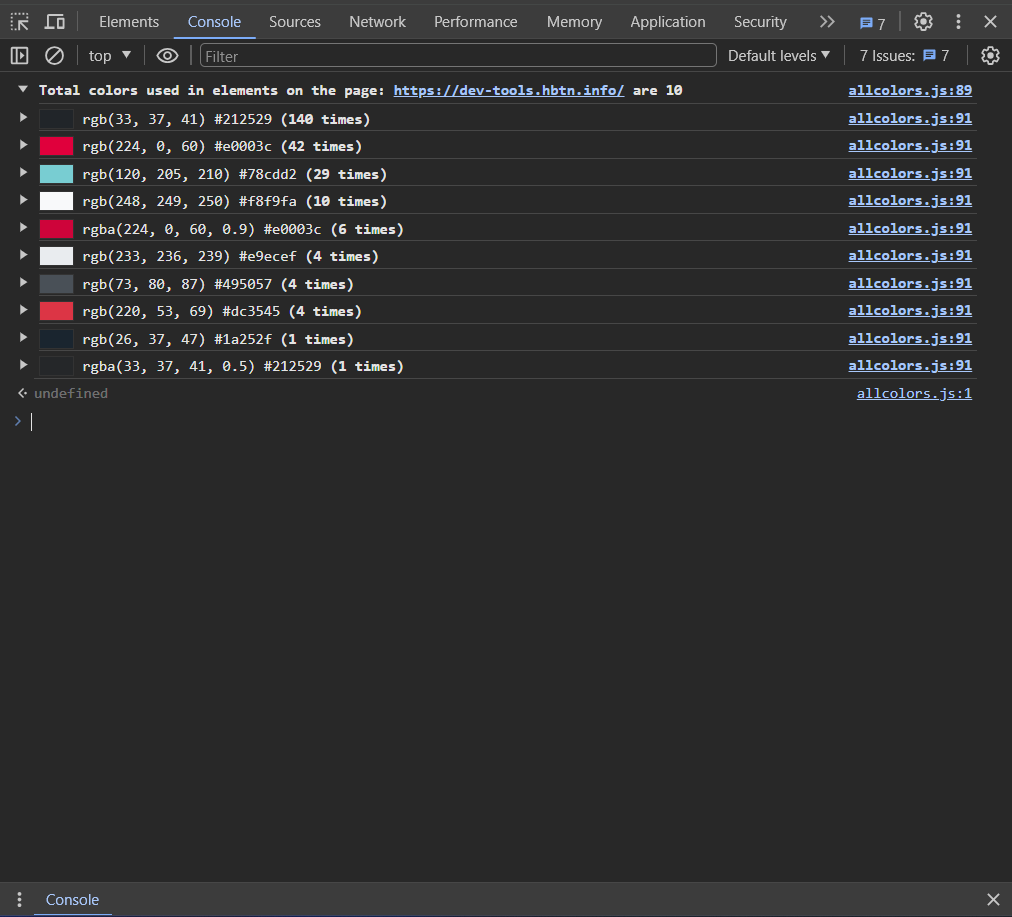 Elements Console Sources Network Performance Memory Application Security 7
top Filter Default levels 7 Issues: 7
Total colors used in elements on the page: https://dev-tools.hbtn.info/ are 10 allcolors.js:89
rgb(33, 37, 41) #212529 (140 times) allcolors.js:91
rgb(224, 0, 60) #e0003c (42 times) allcolors.js:91
rgb(120, 205, 210) #78cdd2 (29 times) allcolors.js:91
rgb(248, 249, 250) #f8f9fa (10 times) allcolors.js:91
rgba(224, 0, 60, 0.9) #e0003c (6 times) allcolors.js:91
rgb(233, 236, 239) #e9ecef (4 times) allcolors.js:91
rgb(73, 80, 87) #495057 (4 times) allcolors.js:91
rgb(220, 53, 69) #dc3545 (4 times) allcolors.js:91
rgb(26, 37, 47) #1a252f (1 times) allcolors.js:91
rgba(33, 37, 41, 0.5) #212529 (1 times) allcolors.js:91
undefined allcolors.js:1
Console